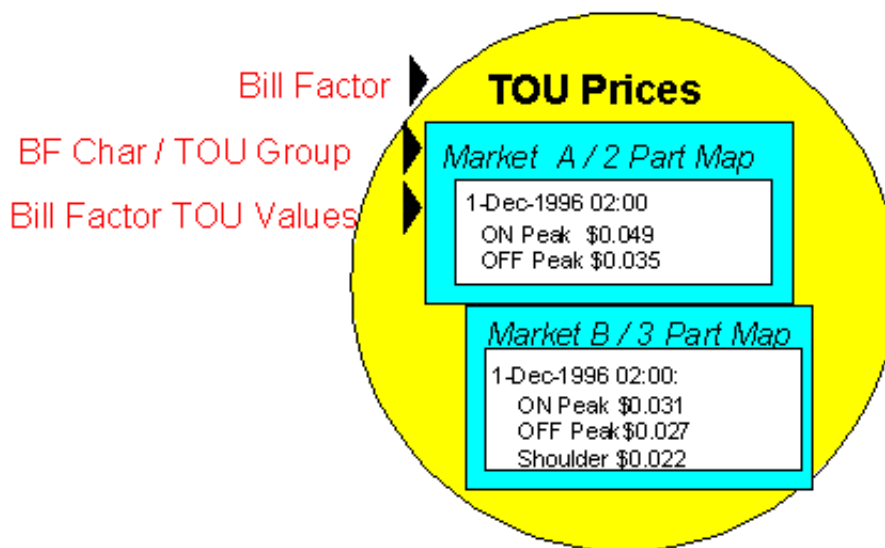 Bill Factor
TOU Prices
BF Char / TOU Group
Market A / 2 Part Map
Bill Factor TOU Values
1-Dec-1996 02:00
ON Peak $0.049
OFF Peak $0.035
Market B / 3 Part Map
1-Dec-1996 02:00:
ON Peak $0.031
OFF Peak $0.027
Shoulder $0.022